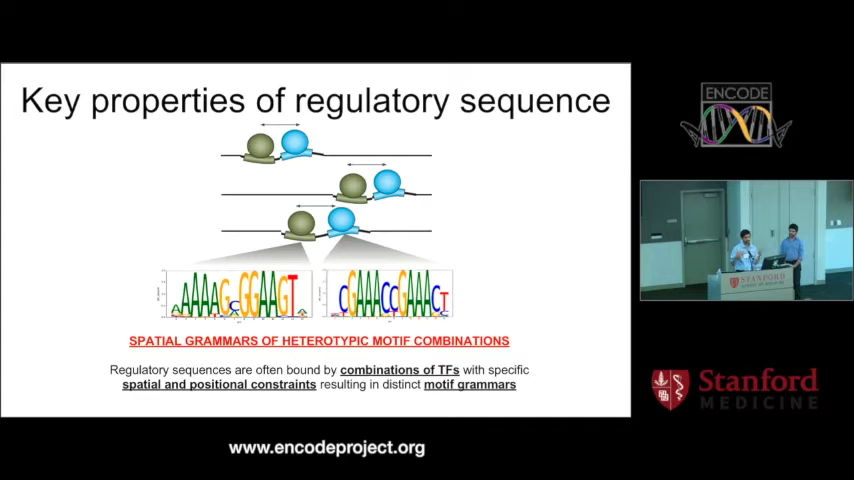 Key properties of regulatory sequence
ENCODE
SPATIAL GRAMMARS OF HETEROTYPIC MOTIF COMBINATIONS
Regulatory sequences are often bound by combinations of TFs with specific
spatial and positional constraints resulting in distinct motif grammars
STANFORD
Stanford
MEDICINE
www.encodeproject.org